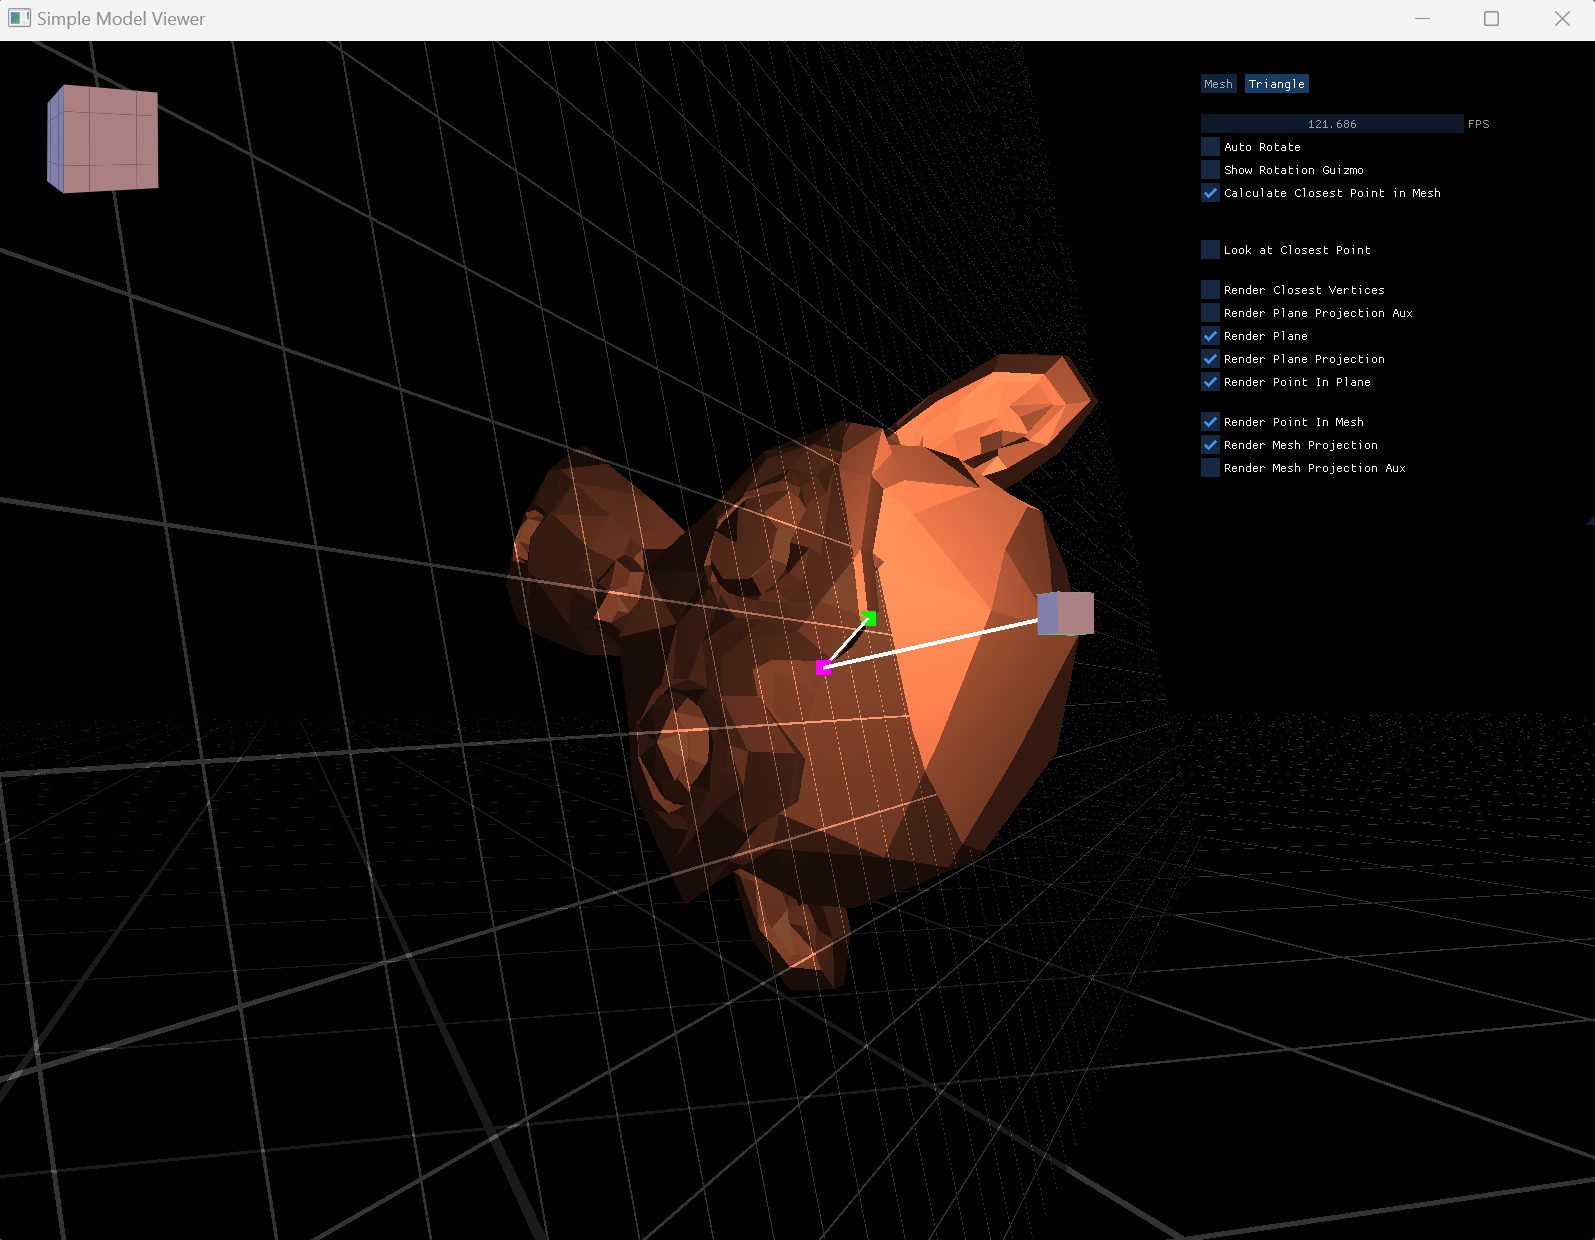 Simple Model Viewer
Mesh Triangle
121.686 FPS
Auto Rotate
Show Rotation Guizmo
Calculate Closest Point in Mesh
Look at Closest Point
Render Closest Vertices
Render Plane Projection Aux
Render Plane
Render Plane Projection
Render Point In Plane
Render Point In Mesh
Render Mesh Projection
Render Mesh Projection Aux